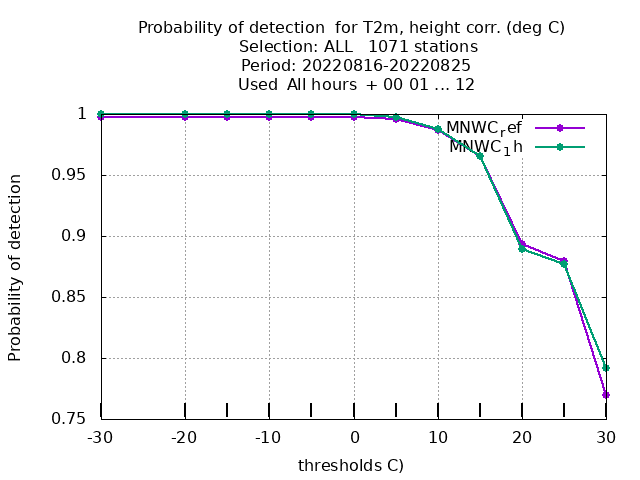 Probability of detection  for T2m, height corr. (deg C)
Selection: ALL   1071 stations
Period: 20220816-20220825
Used  All hours  + 00 01 ... 12
Probability of detection
1
0.95
0.9
0.85
0.8
0.75
MNWC_ref
MNWC_1h
-30 -20 -10 0 10 20 30
thresholds C)